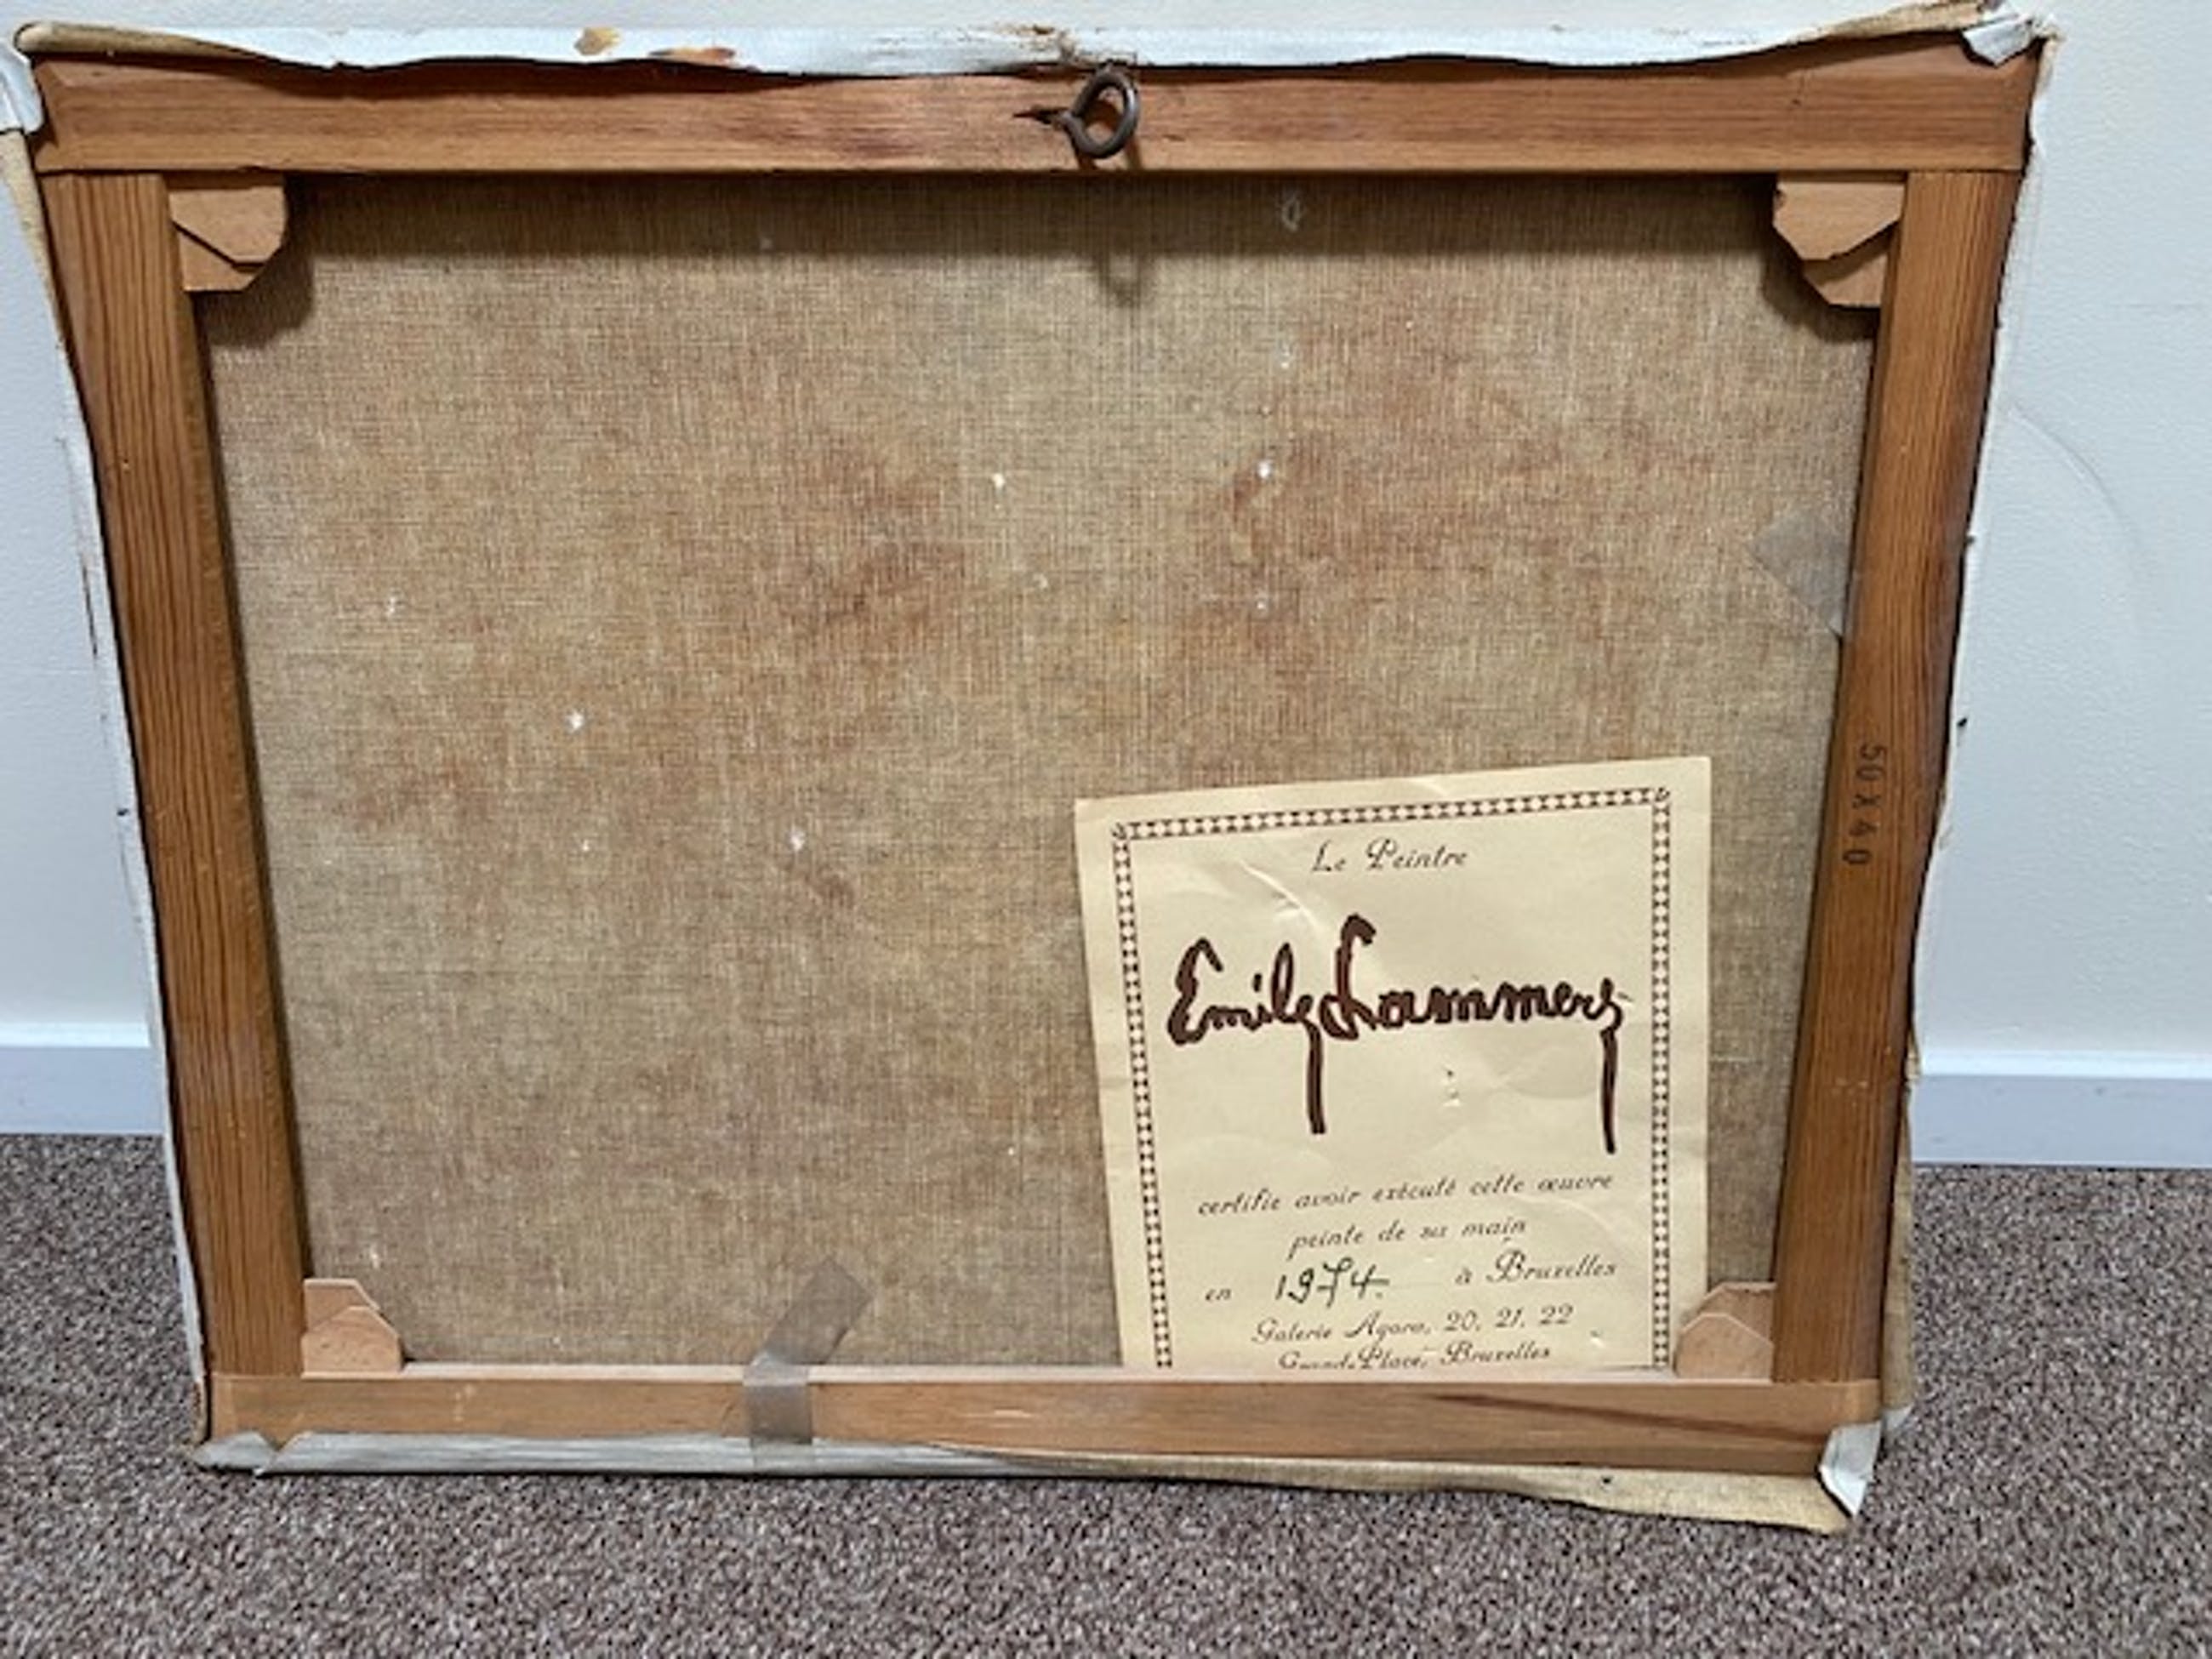 Le Peintre
Emily Lammers
certifie avoir exécuté cette œuvre
peinte de sa main
en 1974. à Bruxelles
Galerie Agora, 20, 21, 22
Grand-Place, Bruxelles
50X40